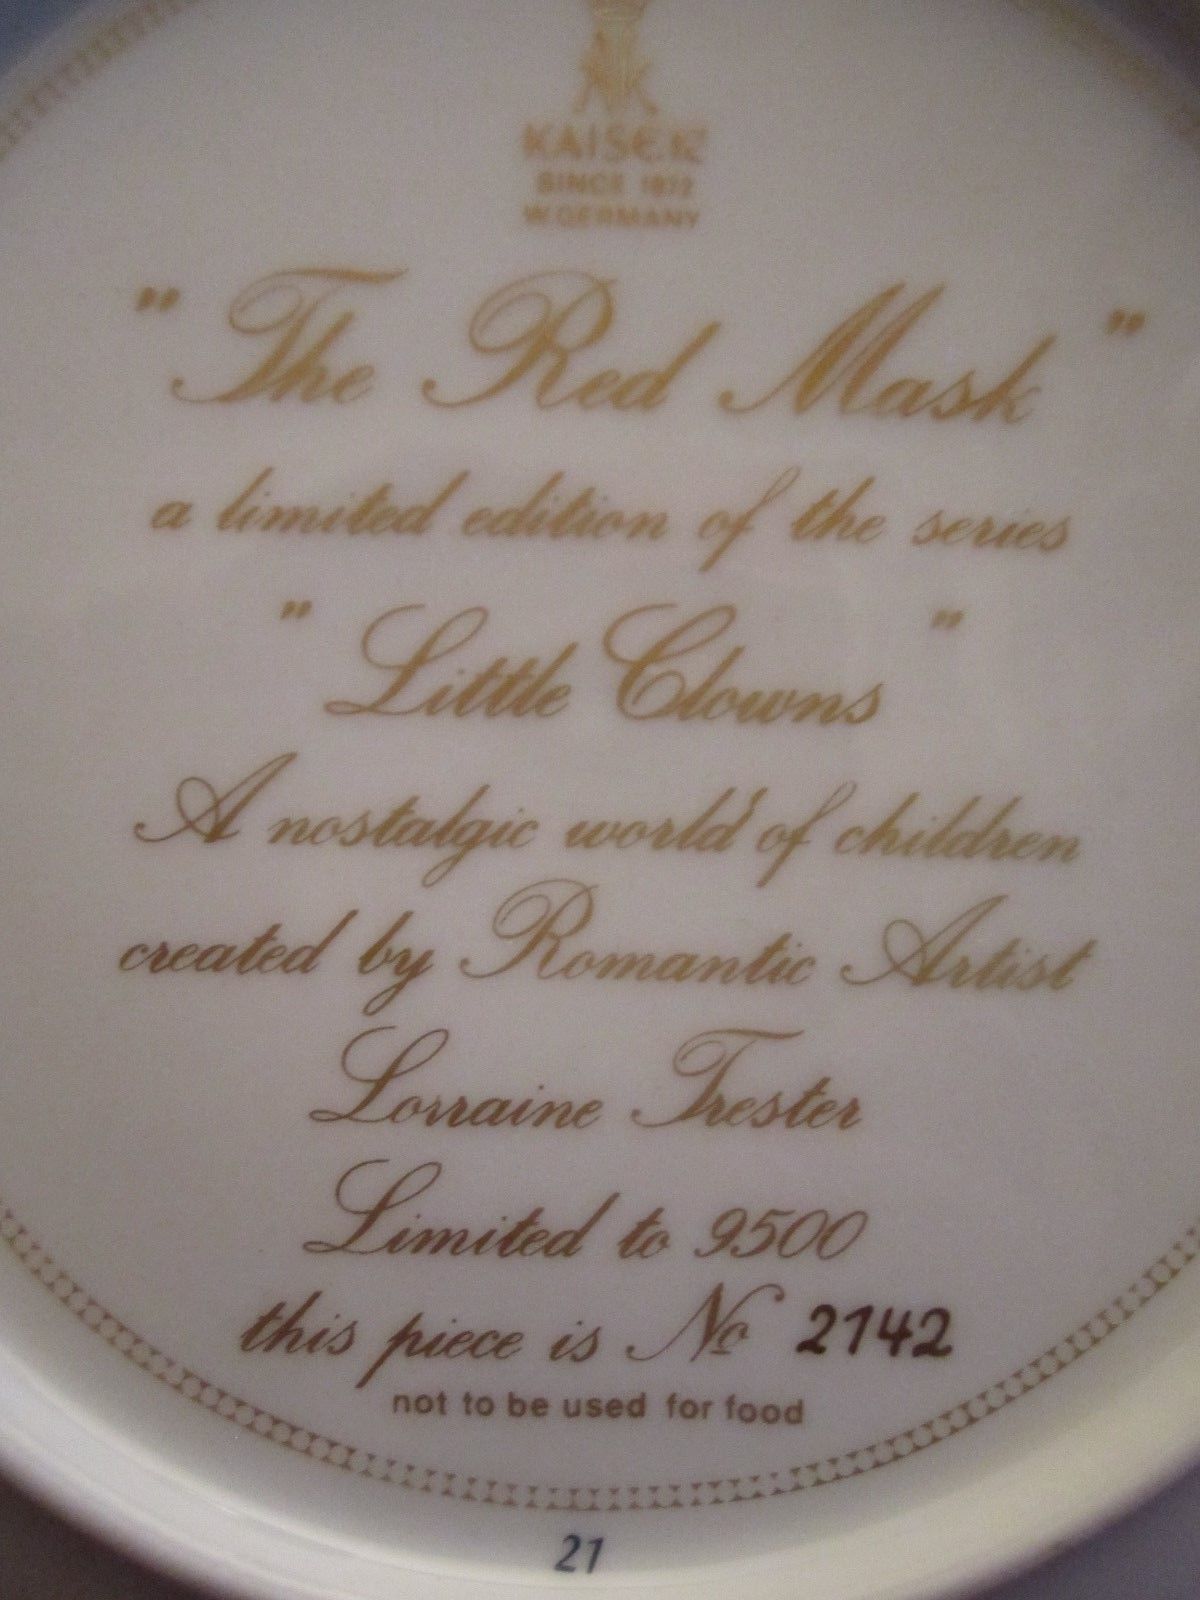 AK
KAISER
SINCE 1872
W.GERMANY
"The Red Mask"
a limited edition of the series
"Little Clowns"
A nostalgic world of children
created by Romantic Artist
Lorraine Trester
Limited to 9500
this piece is No 2142
not to be used for food
21